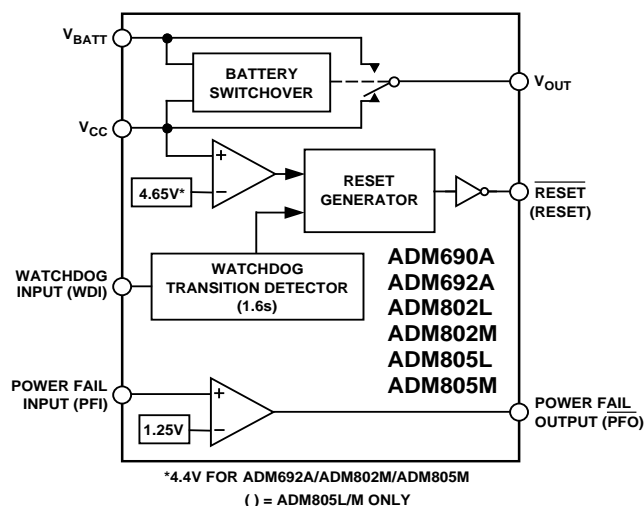 V_BATT
BATTERY
SWITCHOVER
V_OUT
V_CC
+
4.65V*
−
RESET
GENERATOR
RESET
(RESET)
WATCHDOG
INPUT (WDI)
WATCHDOG
TRANSITION DETECTOR
(1.6s)
ADM690A
ADM692A
ADM802L
ADM802M
ADM805L
ADM805M
POWER FAIL
INPUT (PFI)
+
1.25V
−
POWER FAIL
OUTPUT (PFO)
*4.4V FOR ADM692A/ADM802M/ADM805M
( ) = ADM805L/M ONLY